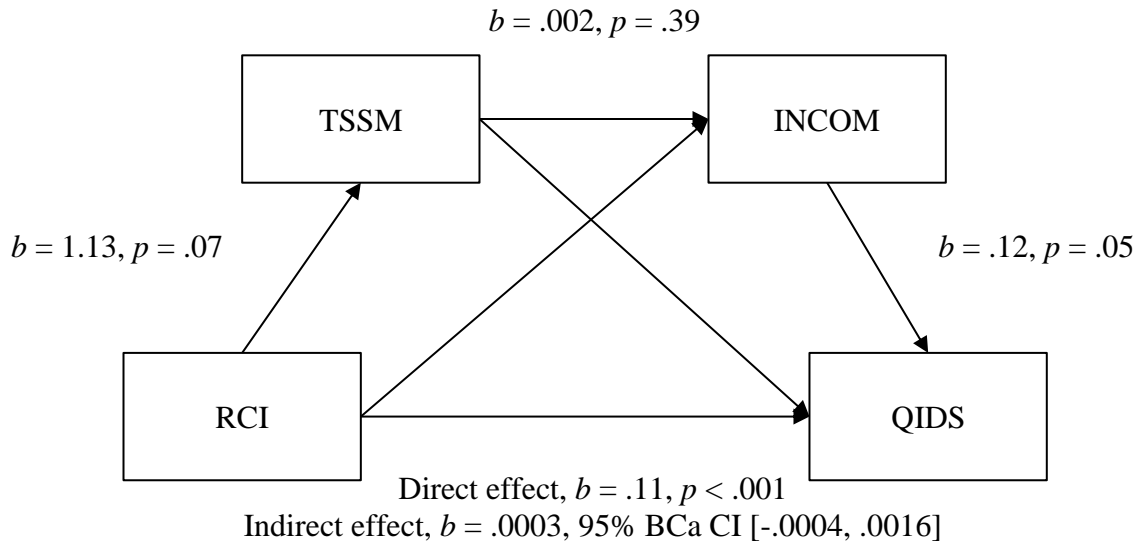 b = .002, p = .39
TSSM
INCOM
b = 1.13, p = .07
b = .12, p = .05
RCI
QIDS
Direct effect, b = .11, p < .001
Indirect effect, b = .0003, 95% BCa CI [-.0004, .0016]